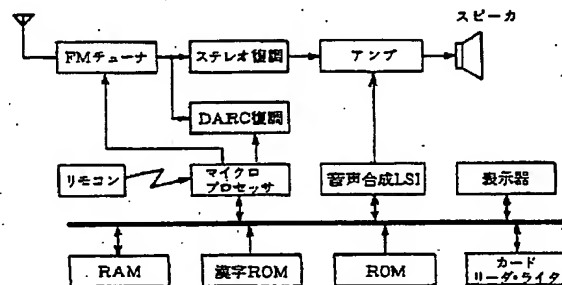 スピーカ
FMチューナ
ステレオ復調
アンプ
DARC復調
リモコン
マイクロ
プロセッサ
音声合成LSI
表示器
RAM
漢字ROM
ROM
カード
リーダ・ライタ